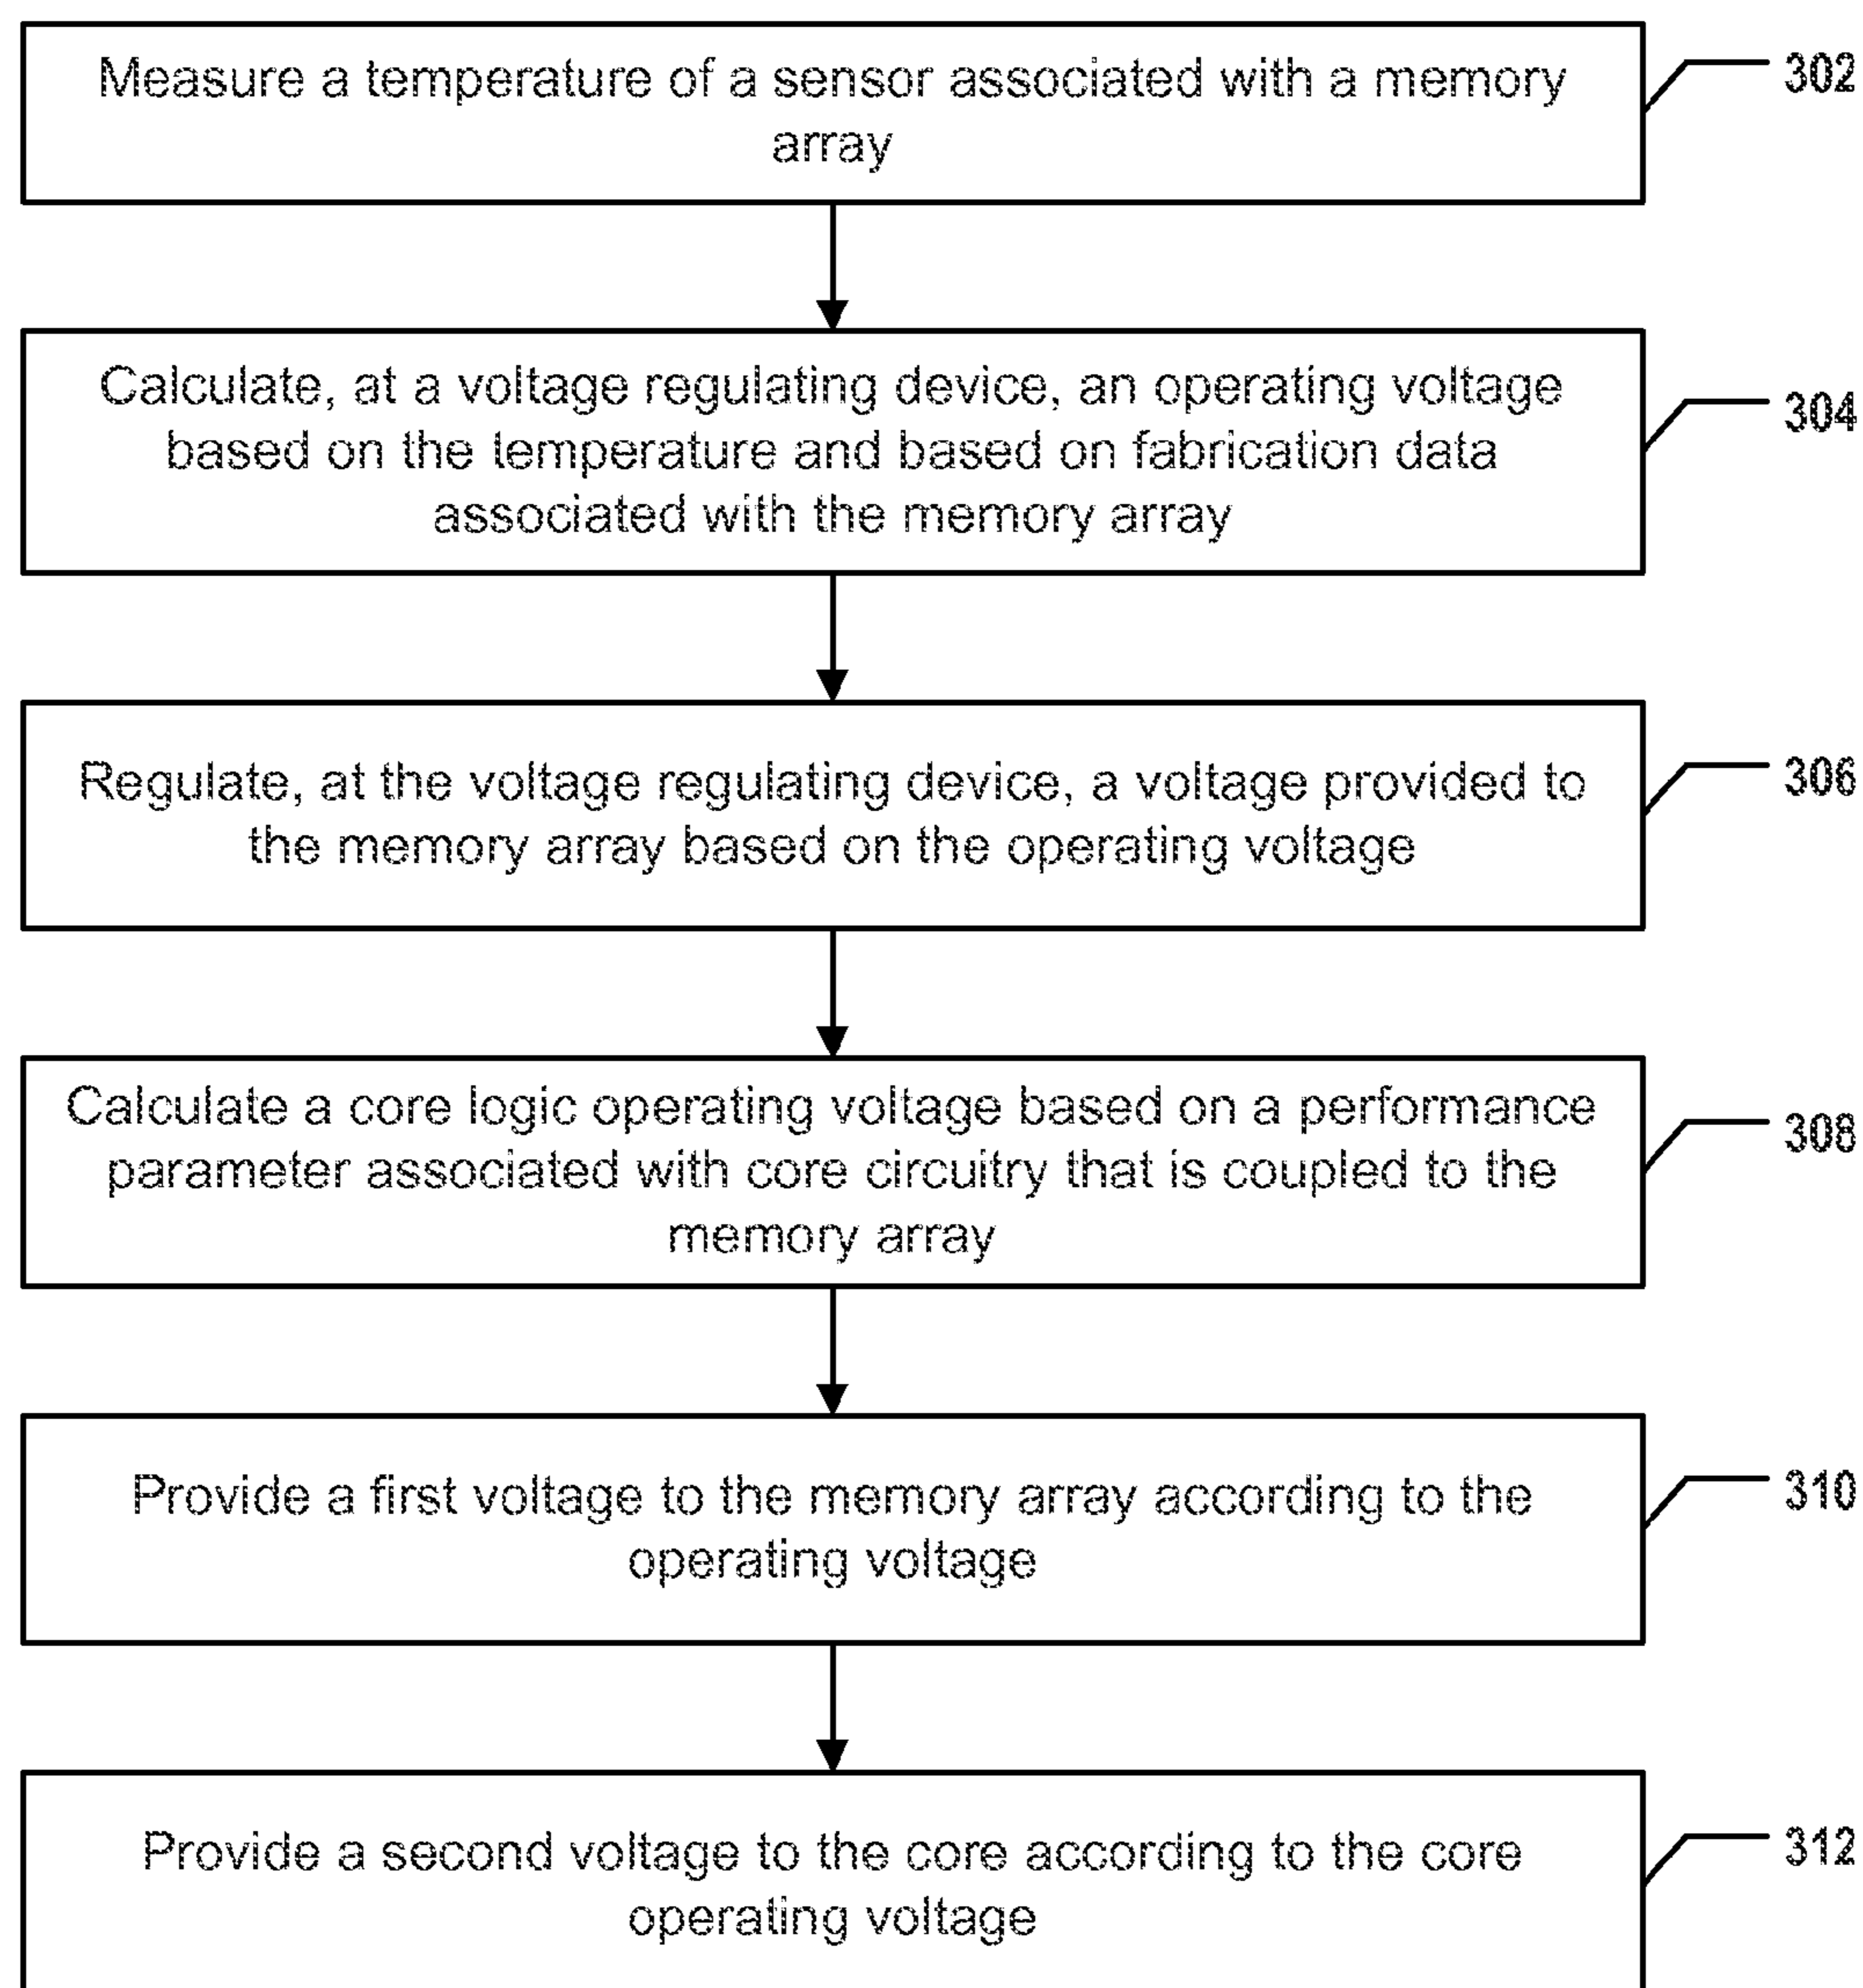 Measure a temperature of a sensor associated with a memory
array
302
Calculate, at a voltage regulating device, an operating voltage
based on the temperature and based on fabrication data
associated with the memory array
304
Regulate, at the voltage regulating device, a voltage provided to
the memory array based on the operating voltage
306
Calculate a core logic operating voltage based on a performance
parameter associated with core circuitry that is coupled to the
memory array
308
Provide a first voltage to the memory array according to the
operating voltage
310
Provide a second voltage to the core according to the core
operating voltage
312